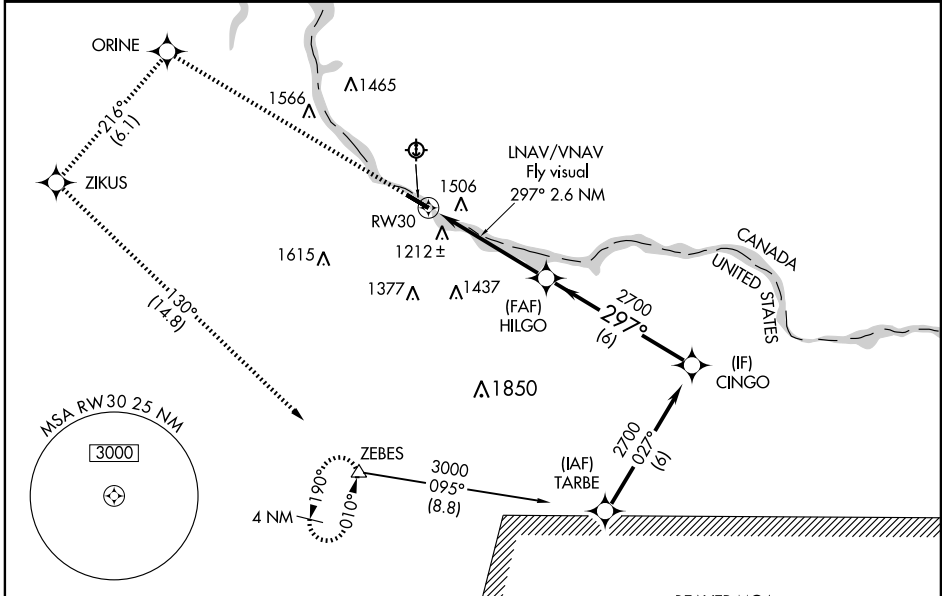 ORINE
1465
1566
216°
(6.1)
LNAV/VNAV
Fly visual
297° 2.6 NM
ZIKUS
1506
RW30
1212 ±
1615
CANADA
UNITED STATES
1377
1437
(FAF)
HILGO
2700
297°
(6)
130°
(14.8)
(IF)
CINGO
1850
MSA RW30 25 NM
3000
ZEBES
190°
010°
4 NM
3000
095°
(8.8)
(IAF)
TARBE
2700
027°
(6)